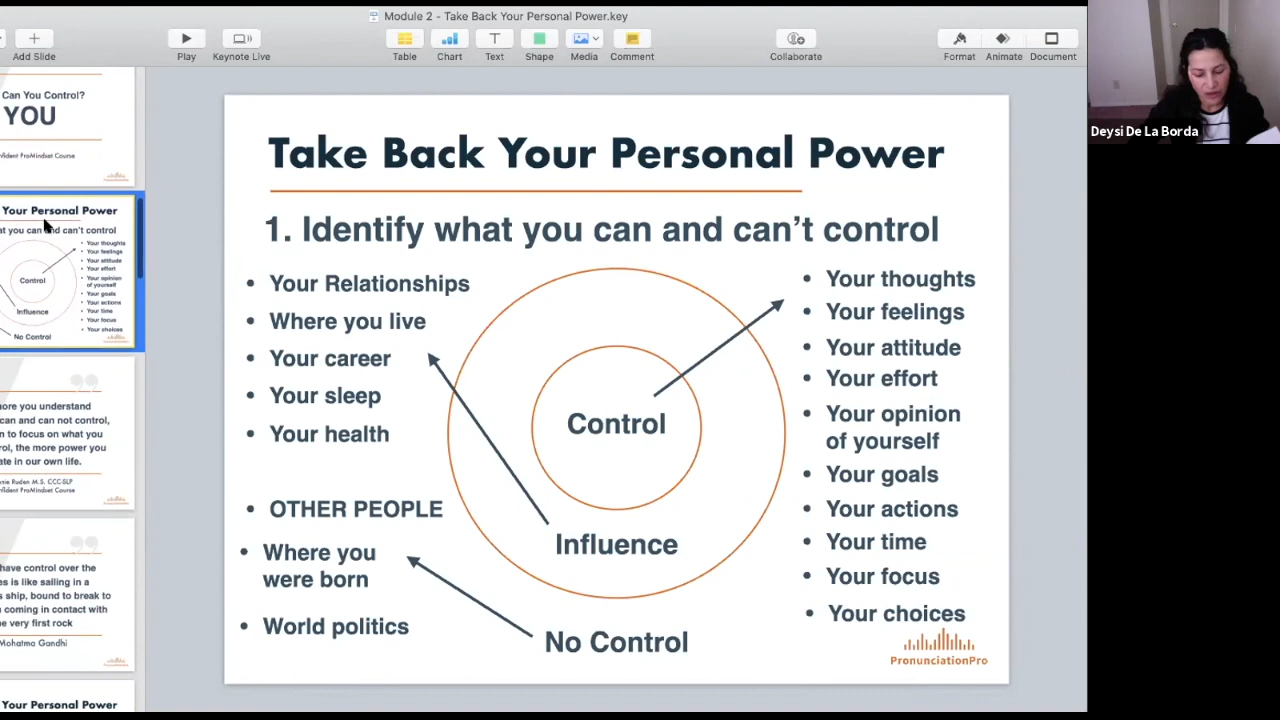 Module 2 - Take Back Your Personal Power.key
Add Slide
Play
Keynote Live
Table
Chart
Text
Shape
Media
Comment
Collaborate
Format
Animate
Document
Can You Control?
YOU
nfident ProMindset Course
Your Personal Power
at you can and can't control
Your thoughts
Your feelings
Your attitude
Your effort
Your opinion
of yourself
Your goals
Your actions
Your time
Your focus
Your choices
Control
Influence
No Control
ore you understand
can and can not control,
n to focus on what you
rol, the more power you
ate in our own life.
nie Ruden M.S. CCC-SLP
nfident ProMindset Course
have control over the
es is like sailing in a
s ship, bound to break to
n coming in contact with
he very first rock
Mohatma Gandhi
Your Personal Power
Take Back Your Personal Power
1. Identify what you can and can't control
• Your Relationships
• Where you live
• Your career
• Your sleep
• Your health
• OTHER PEOPLE
• Where you
were born
• World politics
Control
Influence
No Control
• Your thoughts
• Your feelings
• Your attitude
• Your effort
• Your opinion
of yourself
• Your goals
• Your actions
• Your time
• Your focus
• Your choices
PronunciationPro
Deysi De La Borda